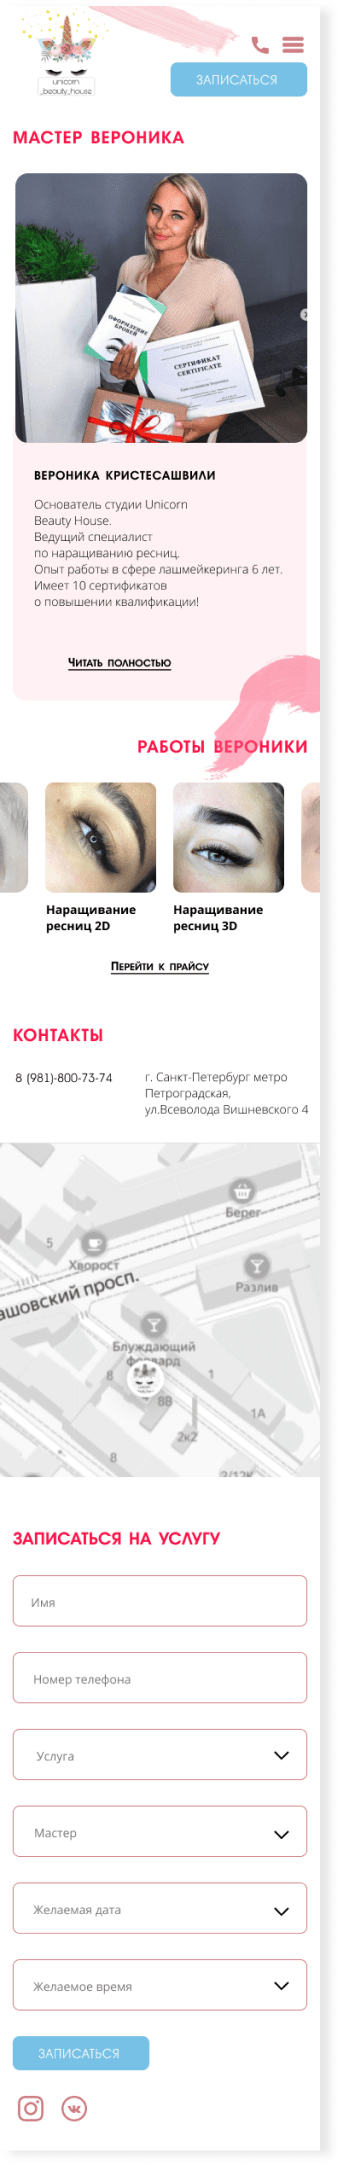 unicorn
_beauty_house
ЗАПИСАТЬСЯ
МАСТЕР ВЕРОНИКА
ОФОРМЛЕНИЕ
БРОВЕЙ
СЕРТИФИКАТ
CERTIFICATE
ВЕРОНИКА КРИСТЕСАШВИЛИ
Основатель студии Unicorn
Beauty House.
Ведущий специалист
по наращиванию ресниц.
Опыт работы в сфере лашмейкеринга 6 лет.
Имеет 10 сертификатов
о повышении квалификации!
Читать полностью
РАБОТЫ ВЕРОНИКИ
Наращивание
ресниц 2D
Наращивание
ресниц 3D
Перейти к прайсу
КОНТАКТЫ
8 (981)-800-73-74
г. Санкт-Петербург метро
Петроградская,
ул.Всеволода Вишневского 4
Берег
5
Хворост
ашовский просп.
Разлив
Блуждающий
форвард
8
1
8В
1А
2к2
8
3/12К
ЗАПИСАТЬСЯ НА УСЛУГУ
Имя
Номер телефона
Услуга
Мастер
Желаемая дата
Желаемое время
ЗАПИСАТЬСЯ